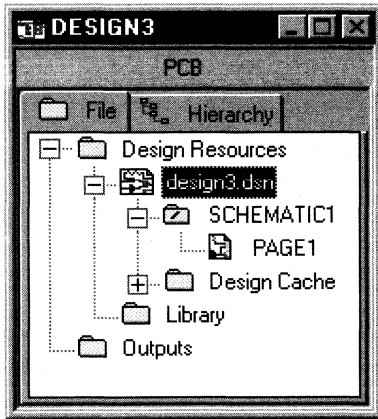 DESIGN3
PCB
File Hierarchy
Design Resources
design3.dsn
SCHEMATIC1
PAGE1
Design Cache
Library
Outputs